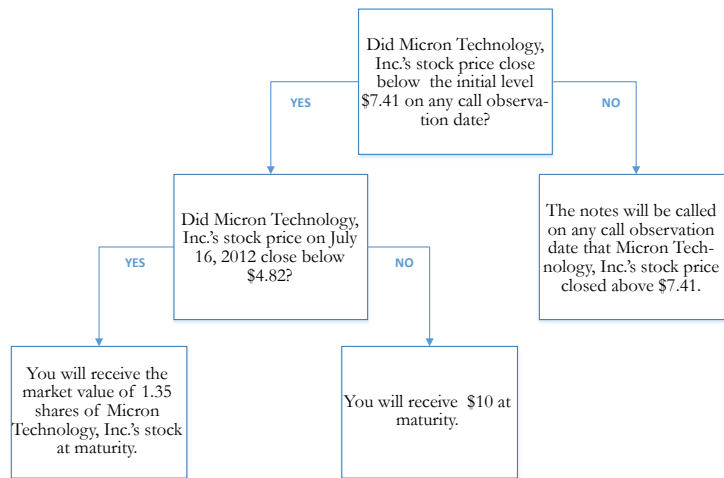 Did Micron Technology,
Inc.'s stock price close
below the initial level
$7.41 on any call observa-
tion date?
YES
NO
Did Micron Technology,
Inc.'s stock price on July
16, 2012 close below
$4.82?
The notes will be called
on any call observation
date that Micron Tech-
nology, Inc.'s stock price
closed above $7.41.
YES
NO
You will receive the
market value of 1.35
shares of Micron
Technology, Inc.'s stock
at maturity.
You will receive $10 at
maturity.